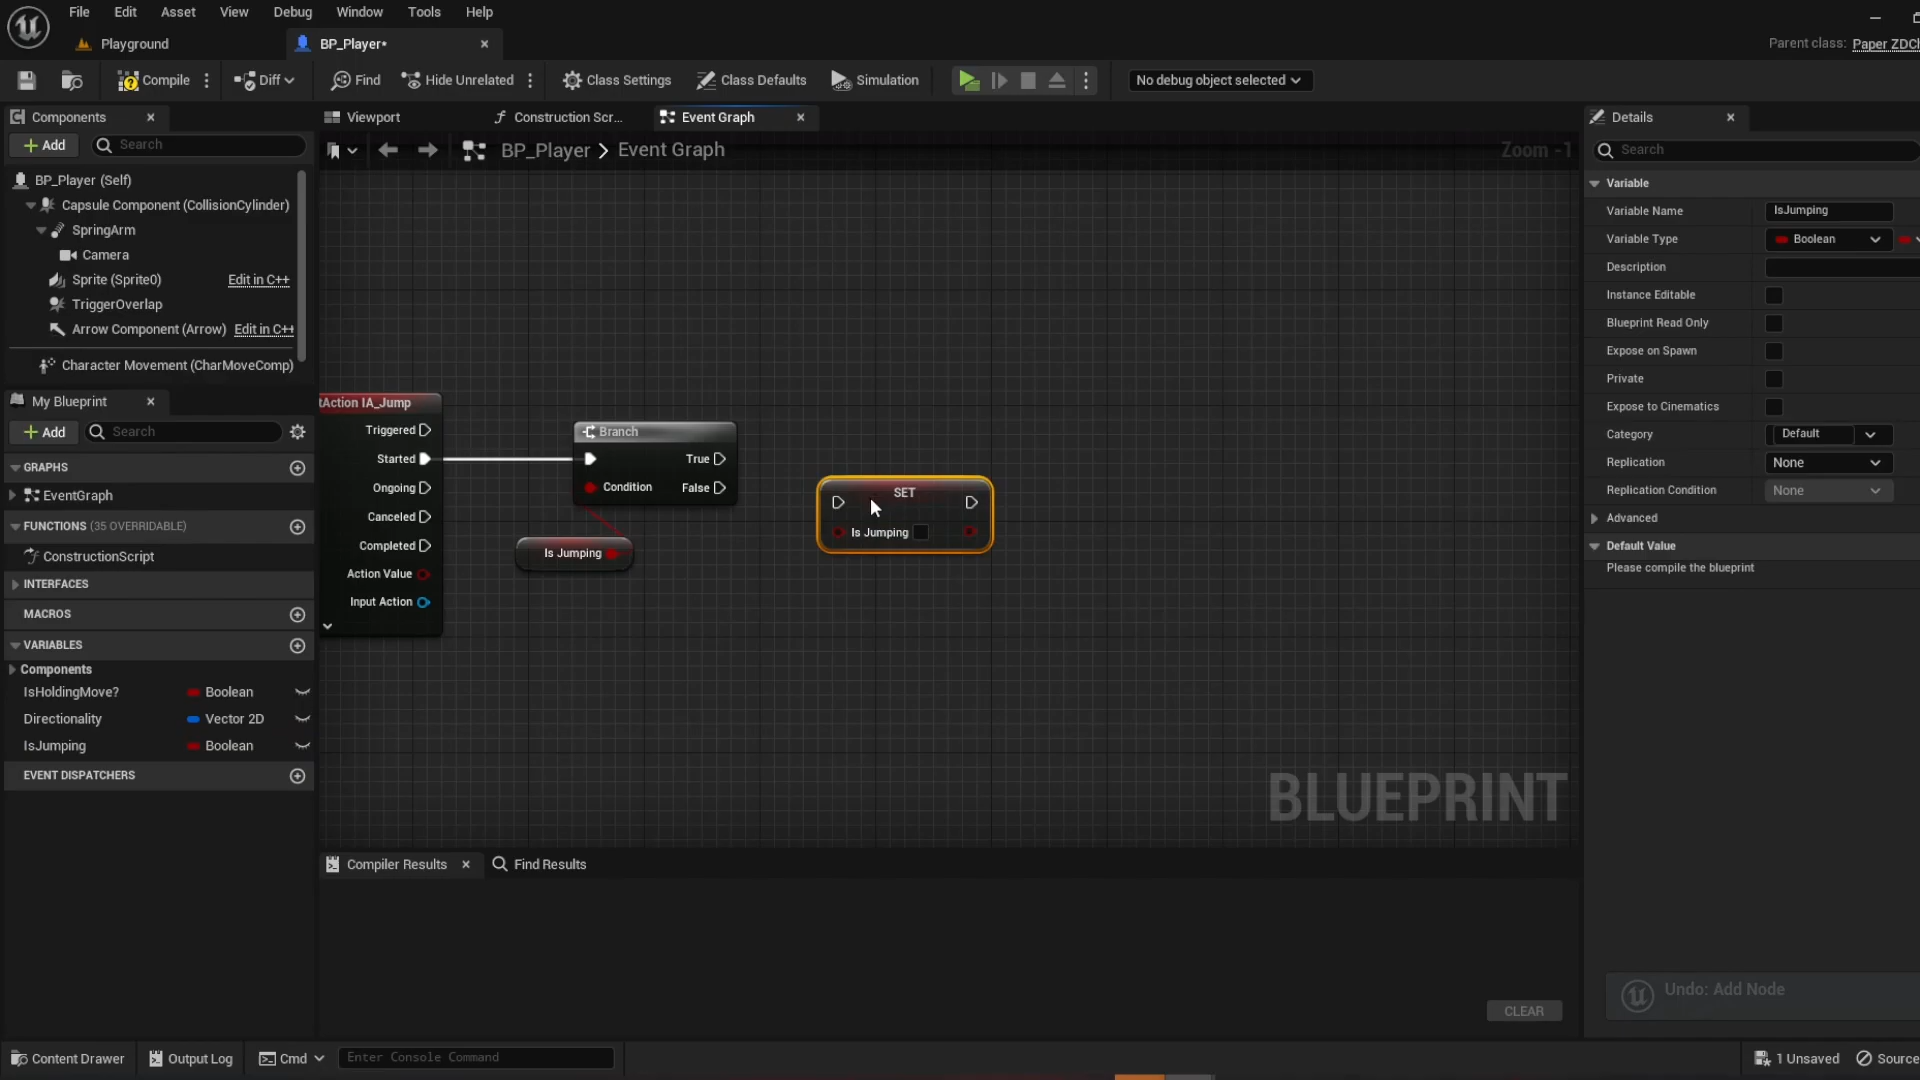 File Edit Asset View Debug Window Tools Help
Playground BP_Player*
Parent class: Paper ZDCh
Compile Diff Find Hide Unrelated Class Settings Class Defaults Simulation No debug object selected
Components Viewport Construction Scr... Event Graph Details
Add Search BP_Player > Event Graph Zoom -1 Search
BP_Player (Self)
Capsule Component (CollisionCylinder)
SpringArm
Camera
Sprite (Sprite0) Edit in C++
TriggerOverlap
Arrow Component (Arrow) Edit in C++
Character Movement (CharMoveComp)
My Blueprint
Add Search
GRAPHS
EventGraph
FUNCTIONS (35 OVERRIDABLE)
ConstructionScript
INTERFACES
MACROS
VARIABLES
Components
IsHoldingMove? Boolean
Directionality Vector 2D
IsJumping Boolean
EVENT DISPATCHERS
tAction IA_Jump
Triggered
Started
Ongoing
Canceled
Completed
Action Value
Input Action
Branch
True
Condition False
Is Jumping
SET
Is Jumping
BLUEPRINT
Variable
Variable Name IsJumping
Variable Type Boolean
Description
Instance Editable
Blueprint Read Only
Expose on Spawn
Private
Expose to Cinematics
Category Default
Replication None
Replication Condition None
Advanced
Default Value
Please compile the blueprint
Compiler Results Find Results
Undo: Add Node
CLEAR
Content Drawer Output Log Cmd Enter Console Command 1 Unsaved Source